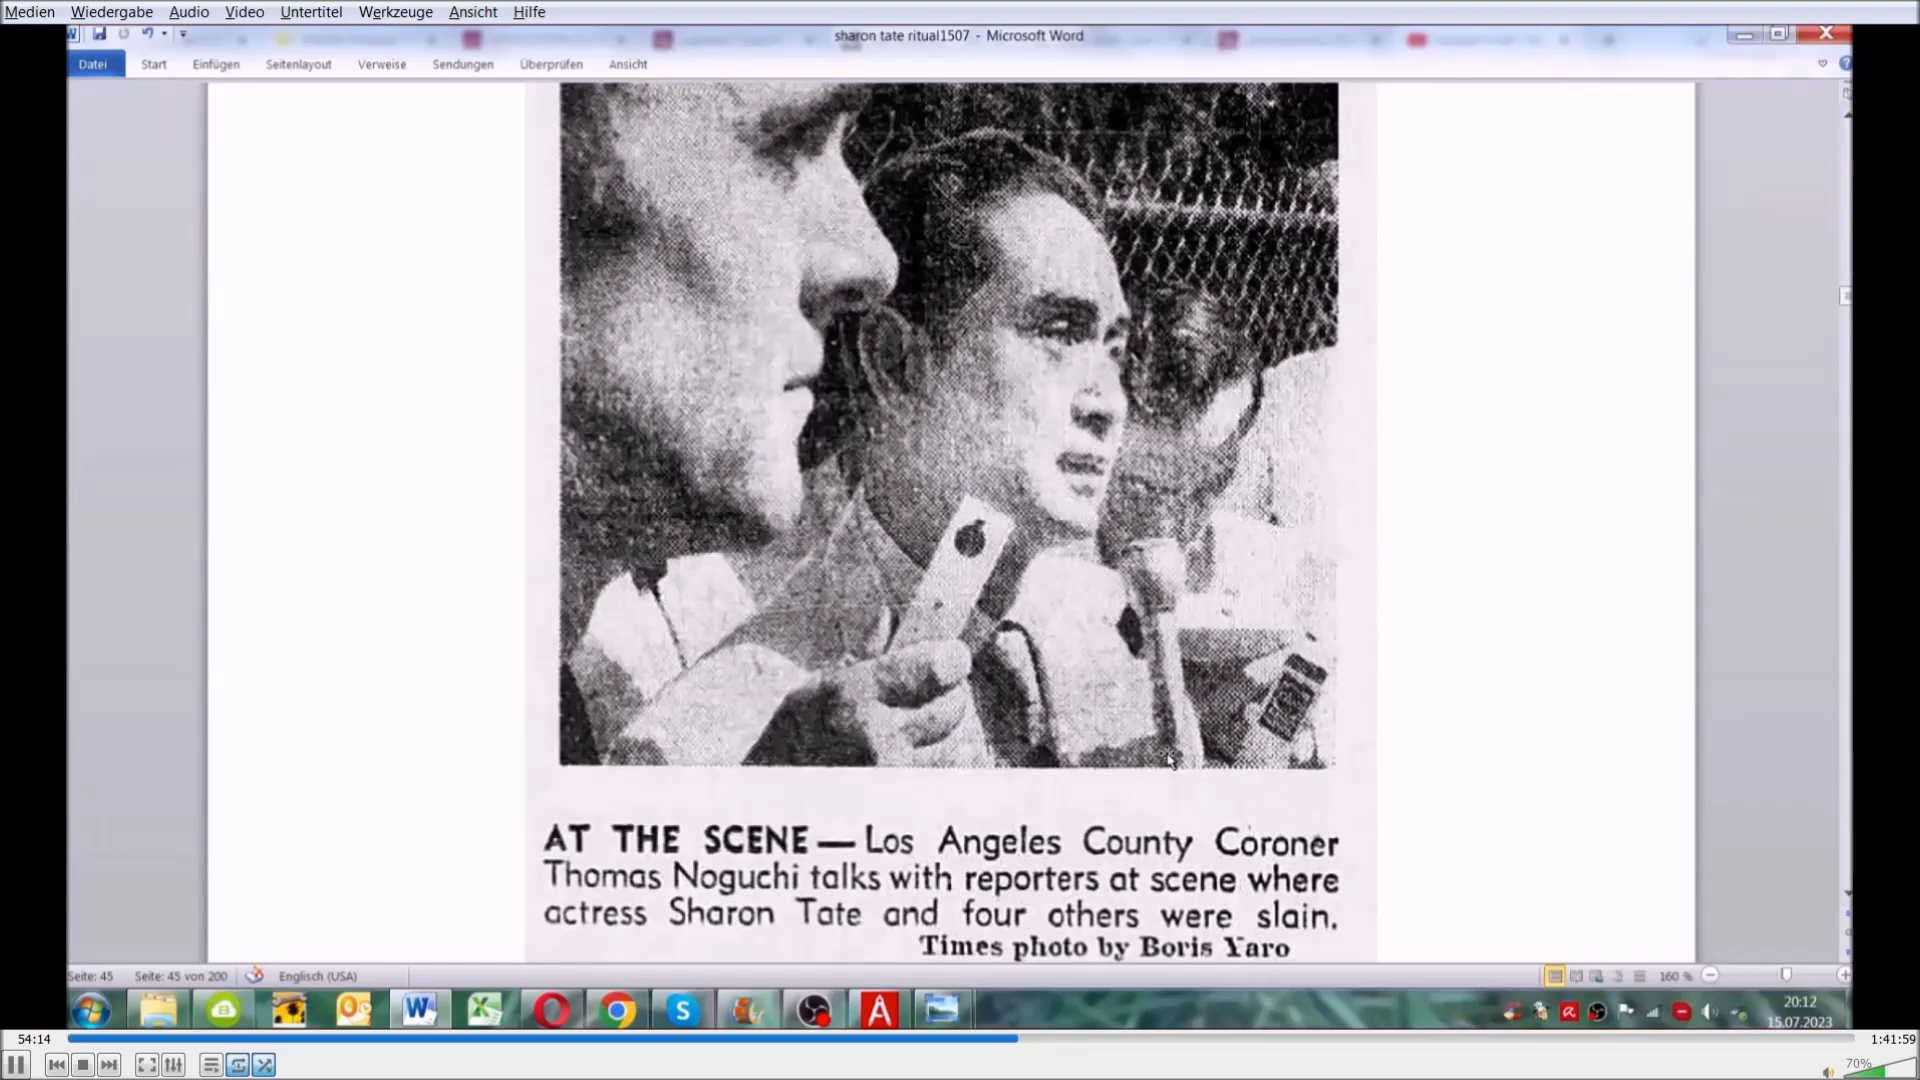 Medien Wiedergabe Audio Video Untertitel Werkzeuge Ansicht Hilfe
sharon tate ritual1507 - Microsoft Word
Datei Start Einfügen Seitenlayout Verweise Sendungen Überprüfen Ansicht
AT THE SCENE — Los Angeles County Coroner
Thomas Noguchi talks with reporters at scene where
actress Sharon Tate and four others were slain.
Times photo by Boris Yaro
Seite: 45 Seite: 45 von 200 Englisch (USA) 160 %
20:12
15.07.2023
54:14 1:41:59
70%